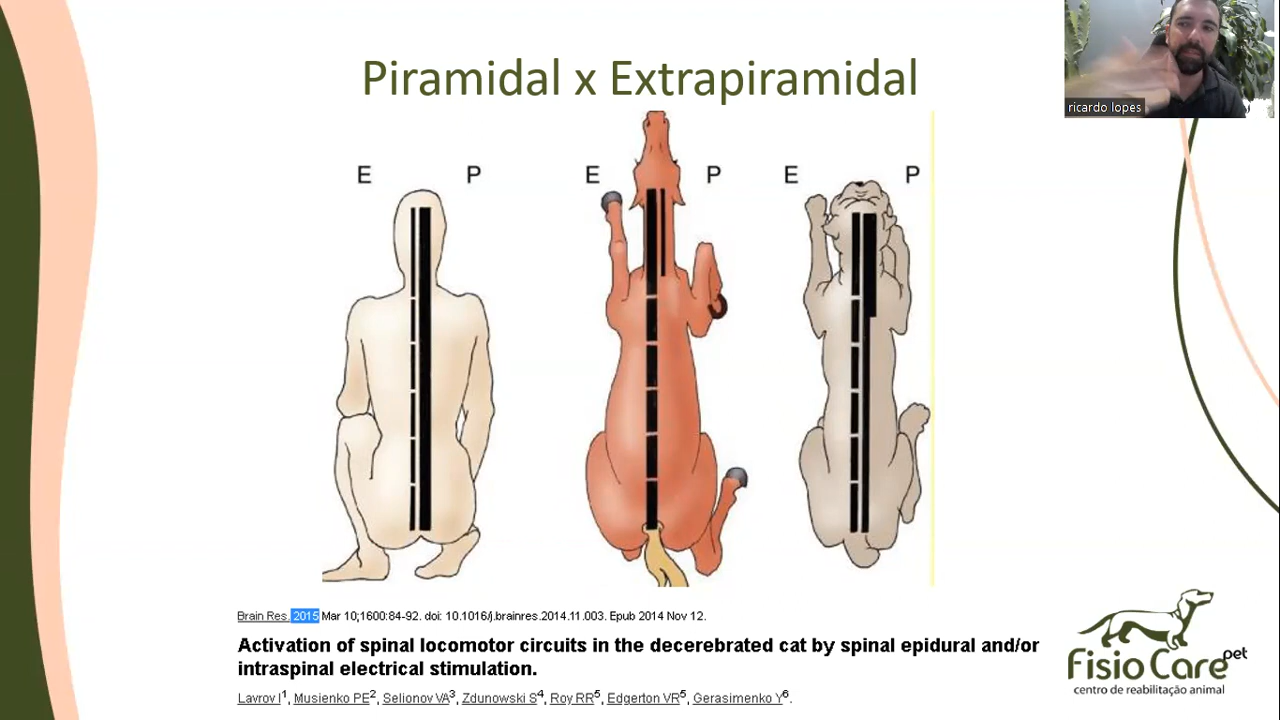 Piramidal x Extrapiramidal
ricardo lopes
E P E P E P
Brain Res. 2015 Mar 10;1600:84-92. doi: 10.1016/j.brainres.2014.11.003. Epub 2014 Nov 12.
Activation of spinal locomotor circuits in the decerebrated cat by spinal epidural and/or
intraspinal electrical stimulation.
Lavrov I1, Musienko PE2, Selionov VA3, Zdunowski S4, Roy RR5, Edgerton VR5, Gerasimenko Y6.
Fisio Care pet
centro de reabilitação animal